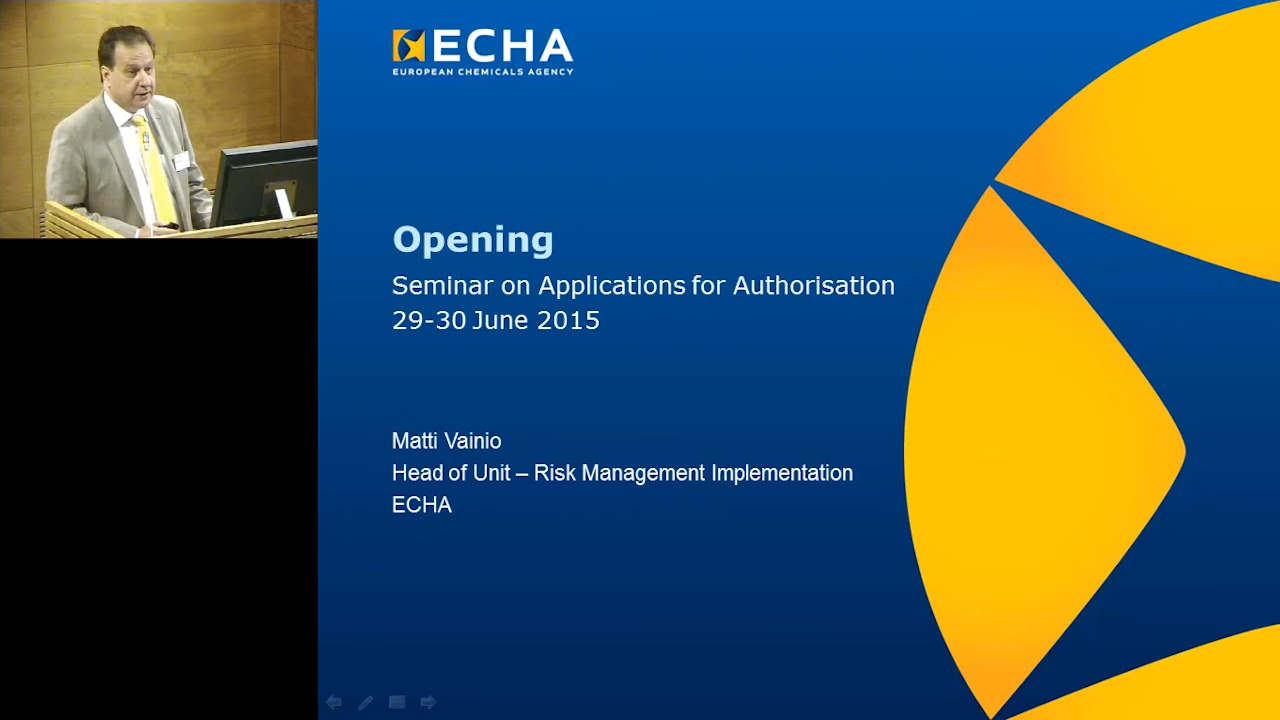 ECHA
EUROPEAN CHEMICALS AGENCY
Opening
Seminar on Applications for Authorisation
29-30 June 2015
Matti Vainio
Head of Unit – Risk Management Implementation
ECHA